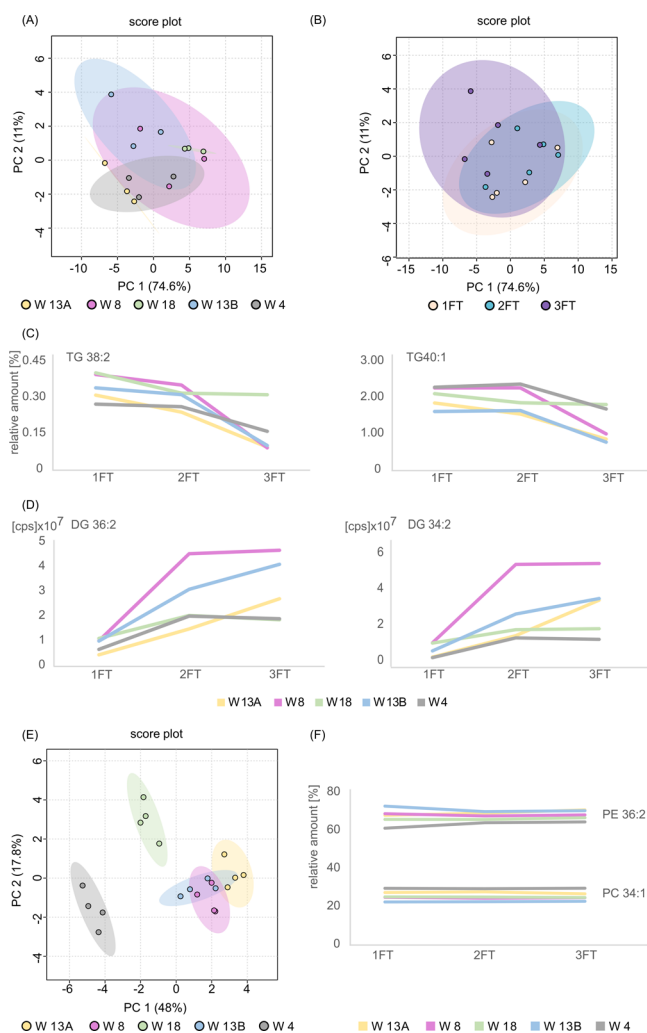 (A)
score plot
PC 2 (11%)
6
4
2
0
-2
-4
-10
-5
0
5
10
15
PC 1 (74.6%)
W 13A W 8 W 18 W 13B W 4
(B)
score plot
PC 2 (11%)
6
4
2
0
-2
-4
-6
-15
-10
-5
0
5
10
15
PC 1 (74.6%)
1FT 2FT 3FT
(C)
relative amount [%]
0.45
0.30
0.15
0
TG 38:2
1FT 2FT 3FT
3.00
2.00
1.00
0
TG40:1
1FT 2FT 3FT
(D)
[cps]x10⁷ DG 36:2
5
4
3
2
1
0
1FT 2FT 3FT
[cps]x10⁷ DG 34:2
6
4
2
0
1FT 2FT 3FT
W 13A W8 W 18 W13B W4
(E)
score plot
PC 2 (17.8%)
6
4
2
0
-2
-4
-6
-4
-2
0
2
4
6
PC 1 (48%)
W 13A W 8 W 18 W 13B W 4
(F)
relative amount [%]
80
60
40
20
0
PE 36:2
PC 34:1
1FT 2FT 3FT
W 13A W 8 W 18 W 13B W 4